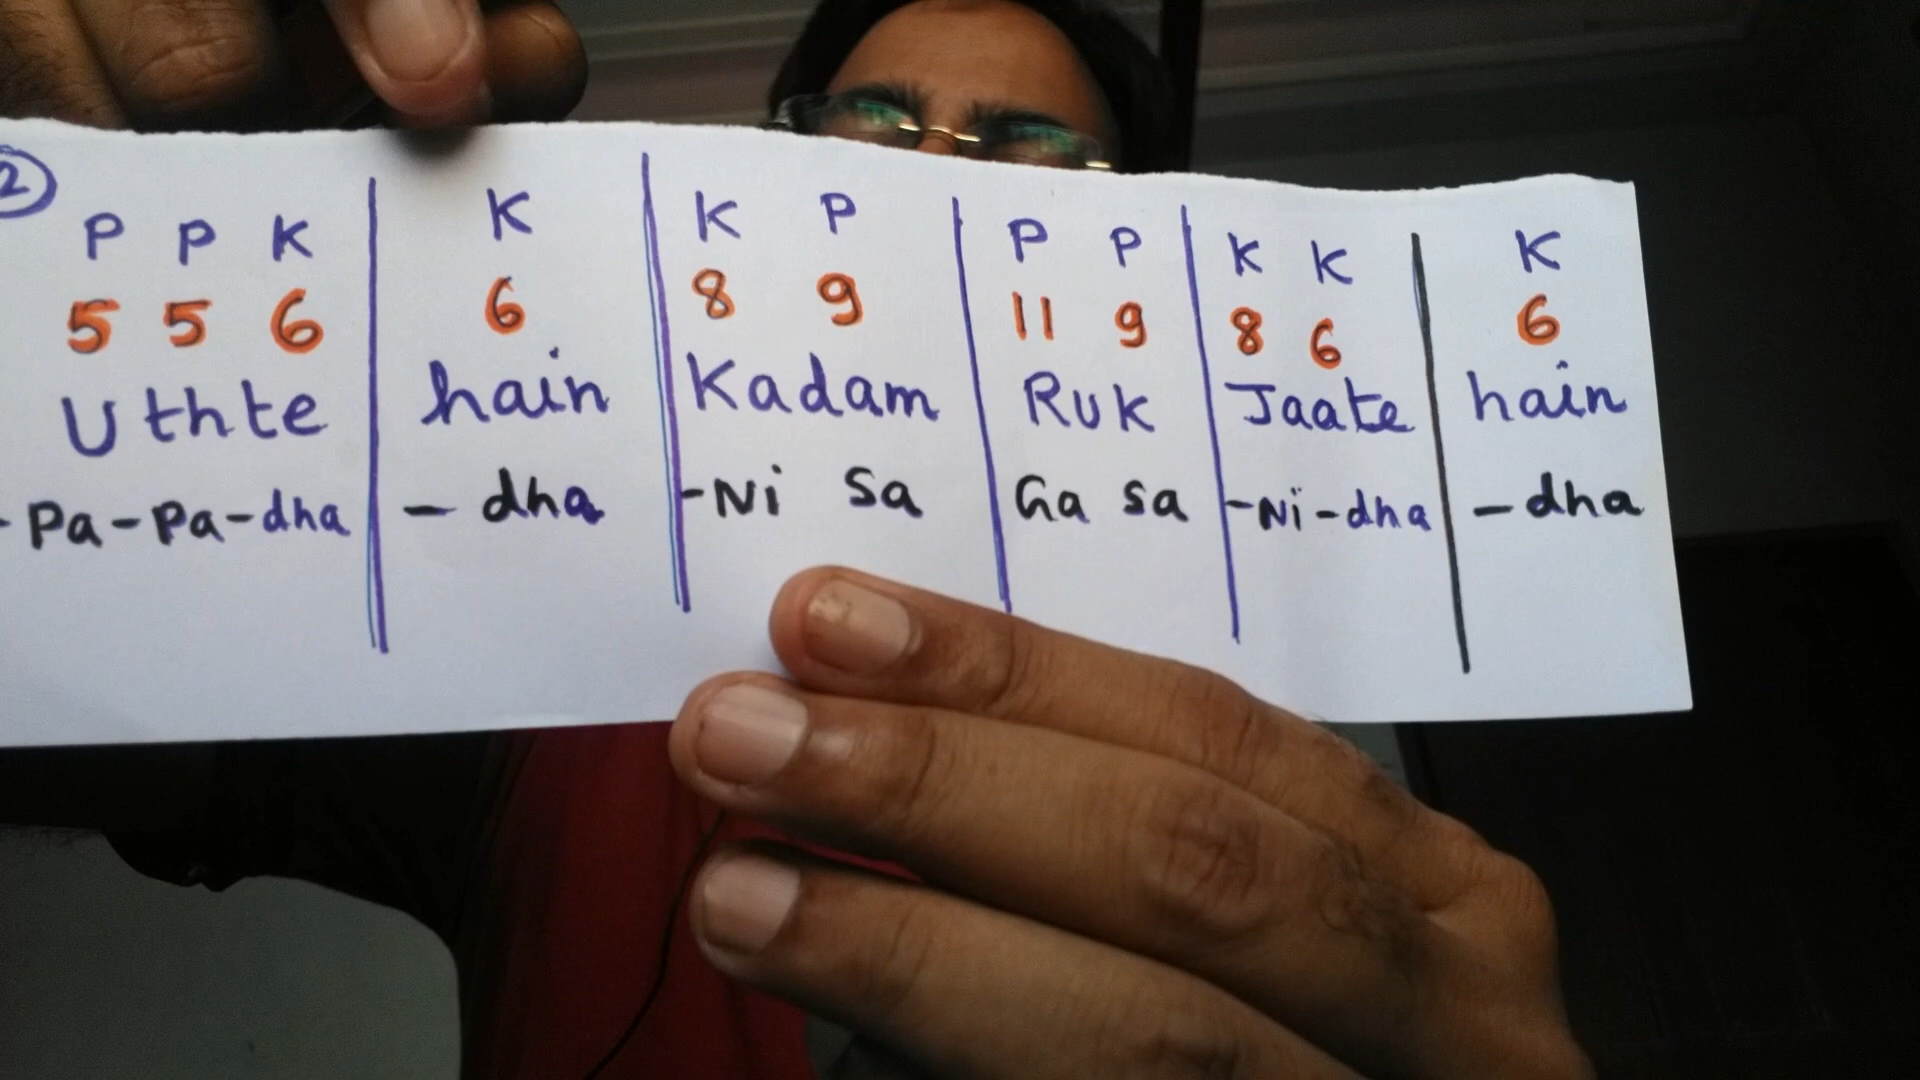 2
P P K K K P P P K K K
5 5 6 6 8 9 11 9 8 6 6
Uthte hain Kadam Ruk Jaate hain
-Pa-Pa-dha - dha -Ni Sa Ga Sa -Ni-dha - dha